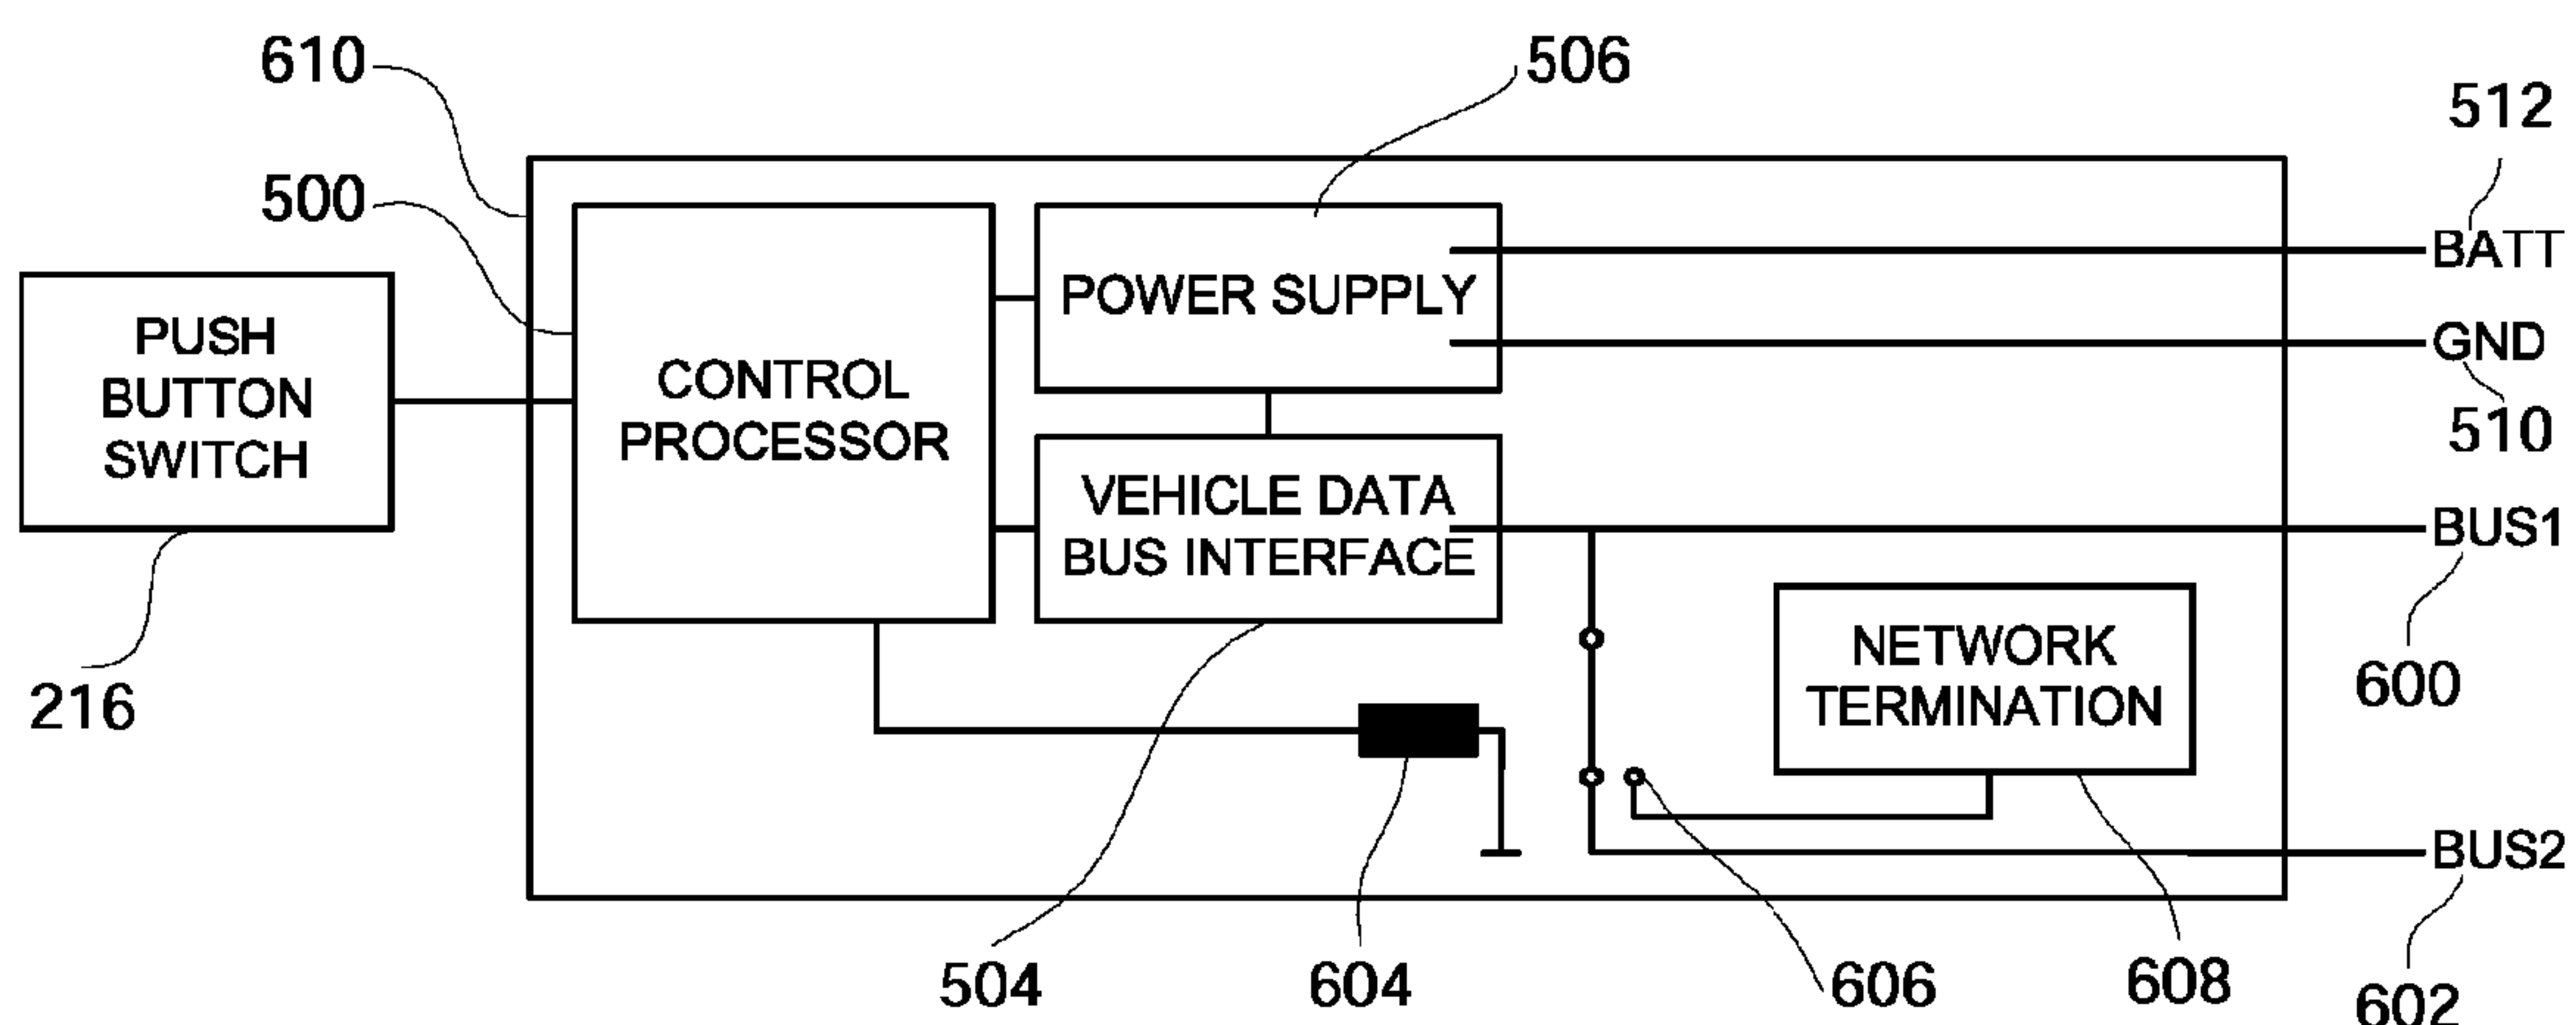 610
506
512
500
BATT
PUSH
BUTTON
SWITCH
CONTROL
PROCESSOR
POWER SUPPLY
GND
510
VEHICLE DATA
BUS INTERFACE
BUS1
600
NETWORK
TERMINATION
216
BUS2
504
604
606
608
602